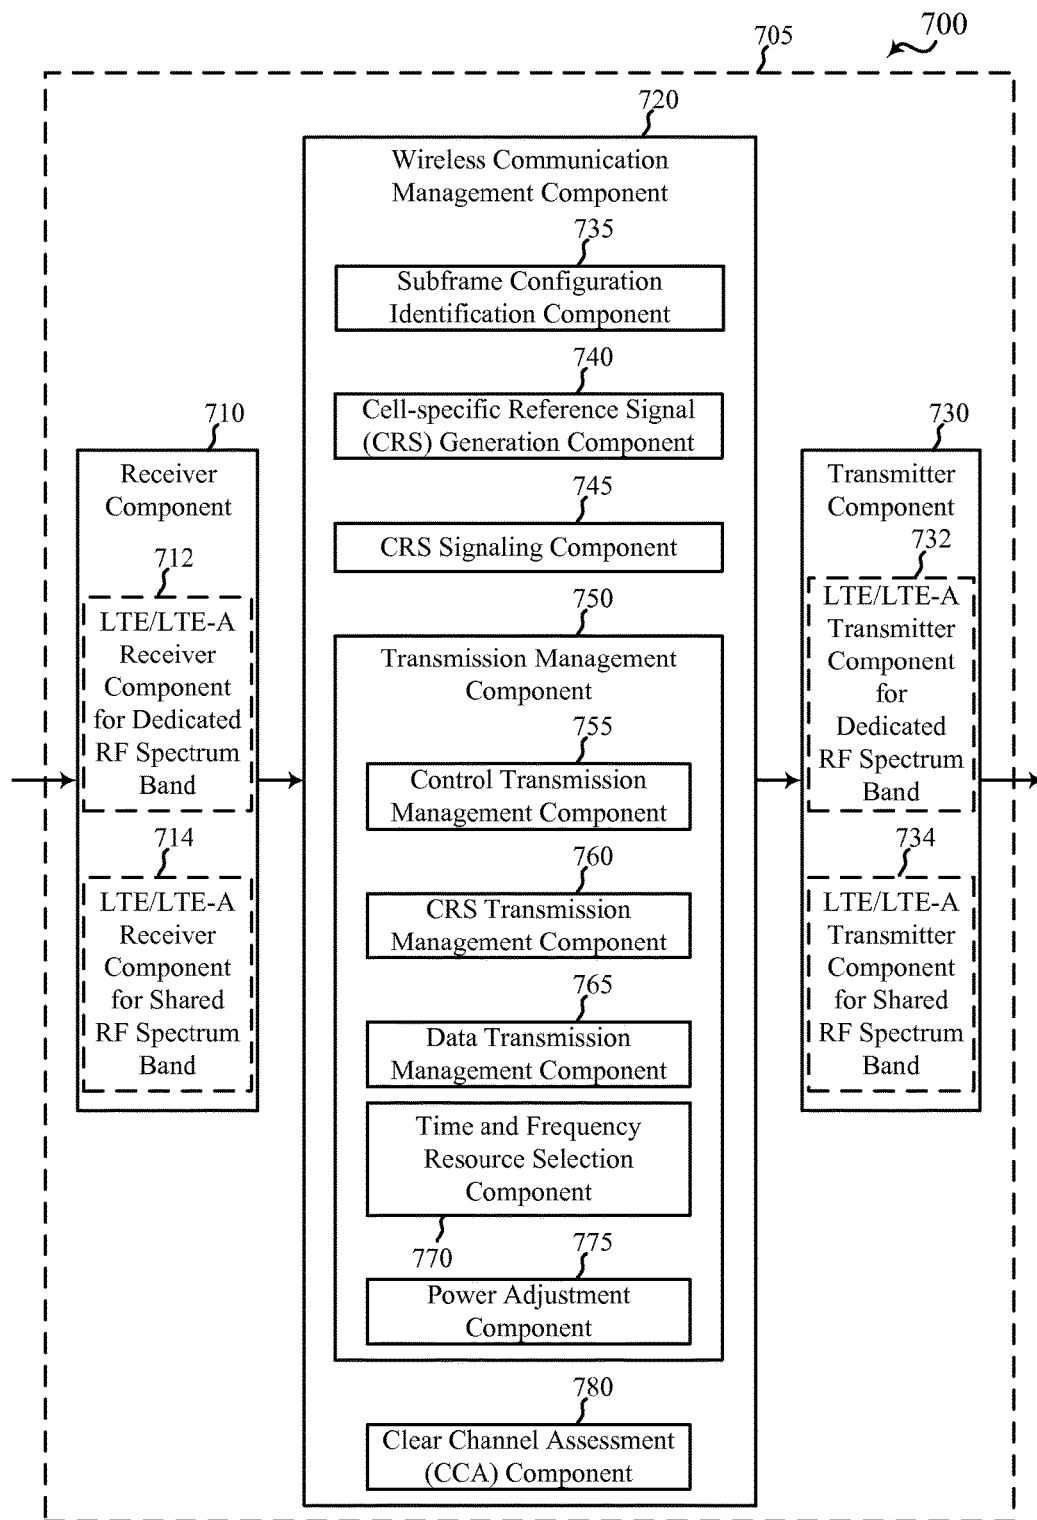 700
705
720
Wireless Communication
Management Component
735
Subframe Configuration
Identification Component
740
Cell-specific Reference Signal
(CRS) Generation Component
745
CRS Signaling Component
750
Transmission Management
Component
755
Control Transmission
Management Component
760
CRS Transmission
Management Component
765
Data Transmission
Management Component
Time and Frequency
Resource Selection
Component
770
775
Power Adjustment
Component
780
Clear Channel Assessment
(CCA) Component
710
Receiver
Component
712
LTE/LTE-A
Receiver
Component
for Dedicated
RF Spectrum
Band
714
LTE/LTE-A
Receiver
Component
for Shared
RF Spectrum
Band
730
Transmitter
Component
732
LTE/LTE-A
Transmitter
Component
for
Dedicated
RF Spectrum
Band
734
LTE/LTE-A
Transmitter
Component
for Shared
RF Spectrum
Band